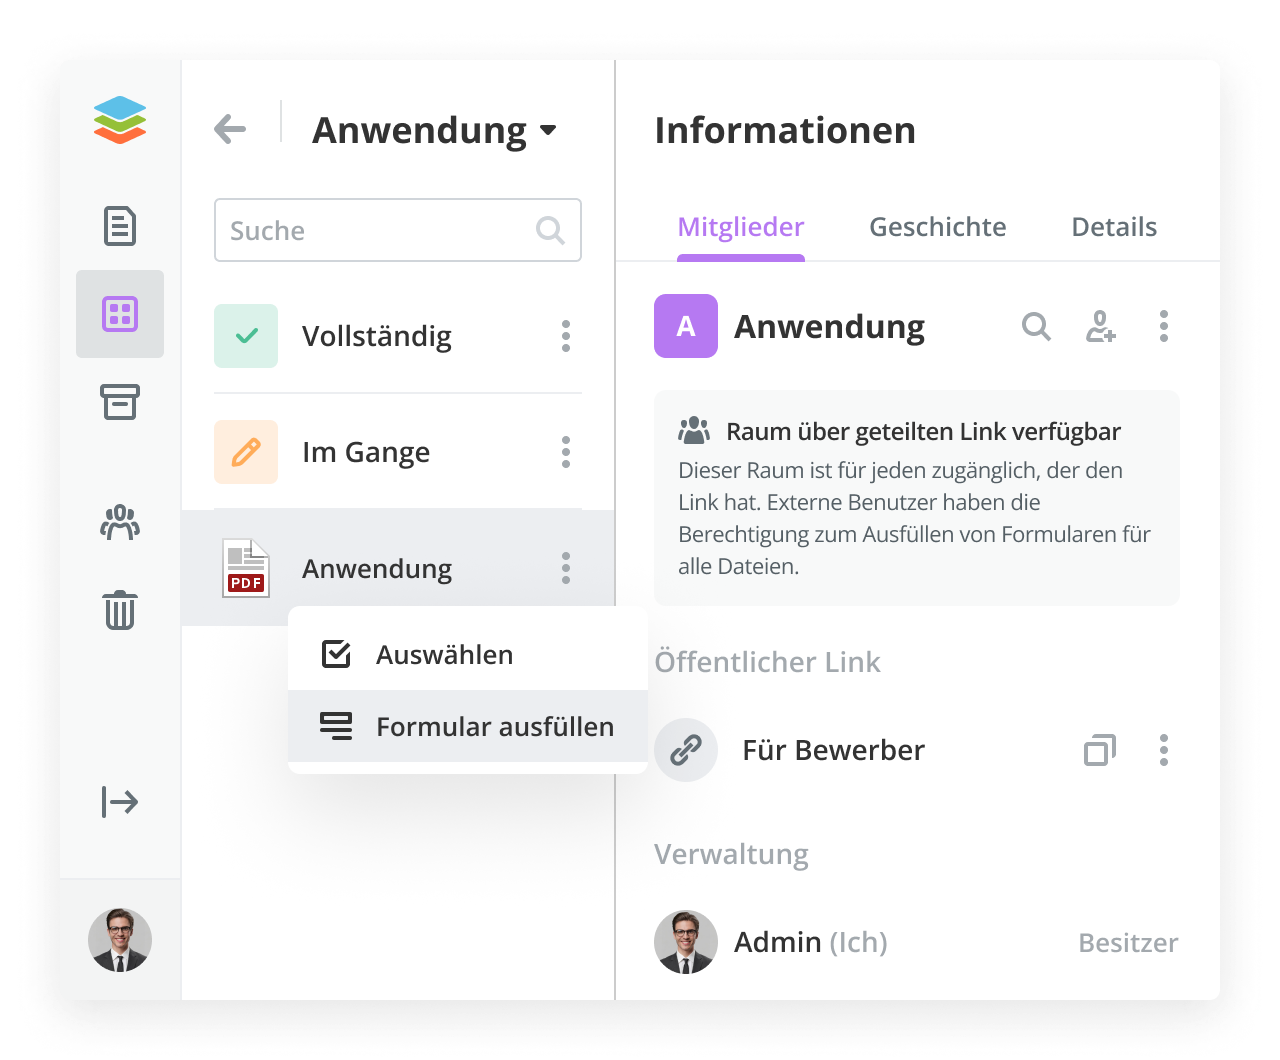 Anwendung
Suche
Vollständig
Im Gange
PDF
Anwendung
Auswählen
Formular ausfüllen
Informationen
Mitglieder
Geschichte
Details
A
Anwendung
Raum über geteilten Link verfügbar
Dieser Raum ist für jeden zugänglich, der den
Link hat. Externe Benutzer haben die
Berechtigung zum Ausfüllen von Formularen für
alle Dateien.
Öffentlicher Link
Für Bewerber
Verwaltung
Admin (Ich)
Besitzer